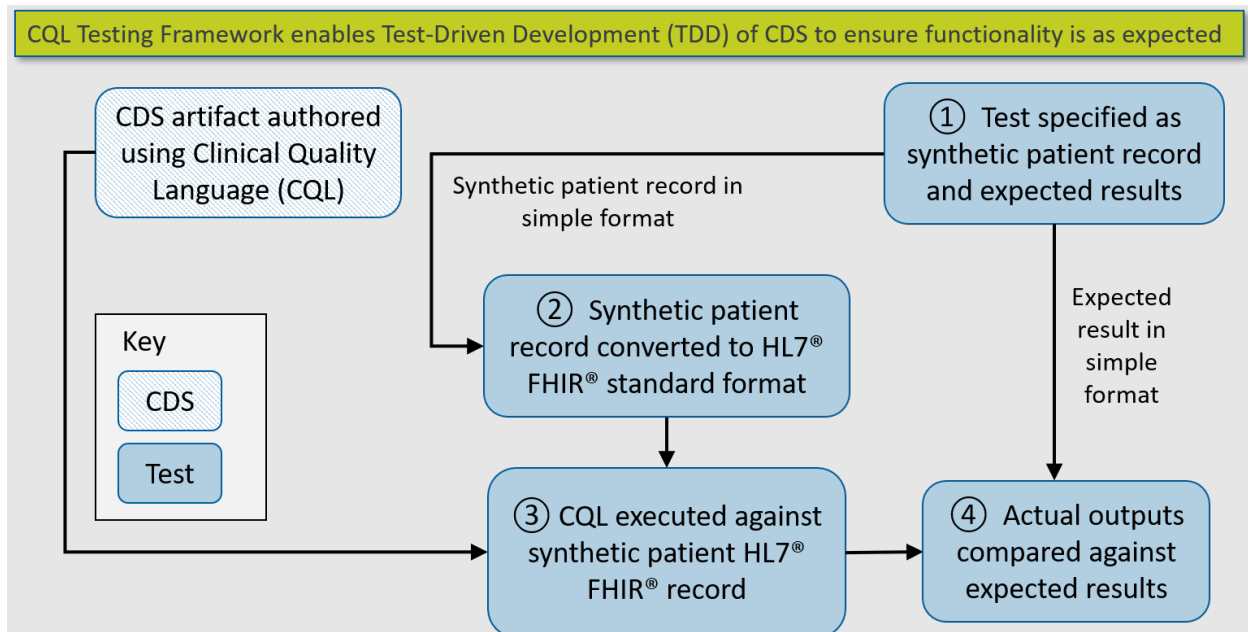 CQL Testing Framework enables Test-Driven Development (TDD) of CDS to ensure functionality is as expected
CDS artifact authored
using Clinical Quality
Language (CQL)
① Test specified as
synthetic patient record
and expected results
Synthetic patient record in
simple format
② Synthetic patient
record converted to HL7®
FHIR® standard format
Expected
result in
simple
format
Key
CDS
Test
③ CQL executed against
synthetic patient HL7®
FHIR® record
④ Actual outputs
compared against
expected results